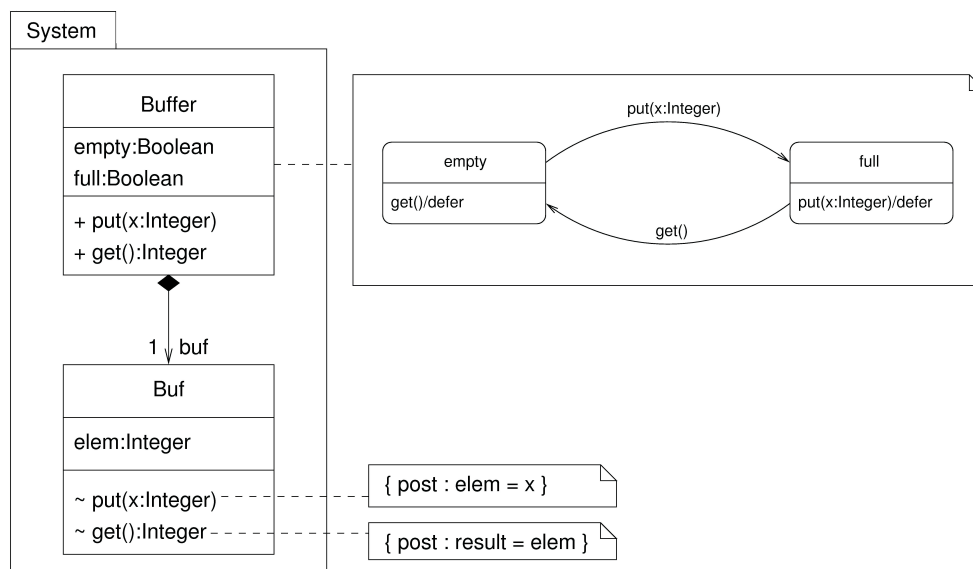 System
Buffer
empty:Boolean
full:Boolean
+ put(x:Integer)
+ get():Integer
1 buf
Buf
elem:Integer
~ put(x:Integer)
~ get():Integer
put(x:Integer)
empty
get()/defer
full
put(x:Integer)/defer
get()
{ post : elem = x }
{ post : result = elem }